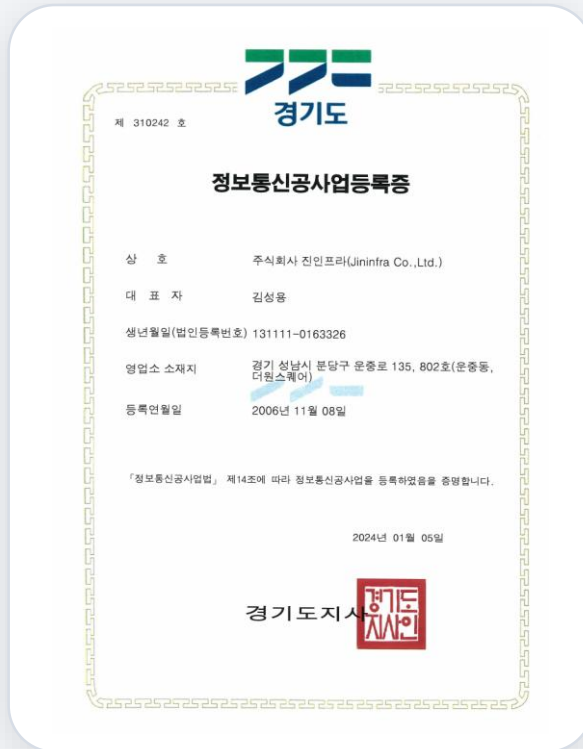 경기도
제 310242 호
정보통신공사업등록증
상 호 주식회사 진인프라(Jininfra Co.,Ltd.)
대 표 자 김성용
생년월일(법인등록번호) 131111-0163326
영업소 소재지 경기 성남시 분당구 운중로 135, 802호(운중동,
더원스퀘어)
등록연월일 2006년 11월 08일
「정보통신공사업법」 제14조에 따라 정보통신공사업을 등록하였음을 증명합니다.
2024년 01월 05일
경기도지사
경기도
지사인